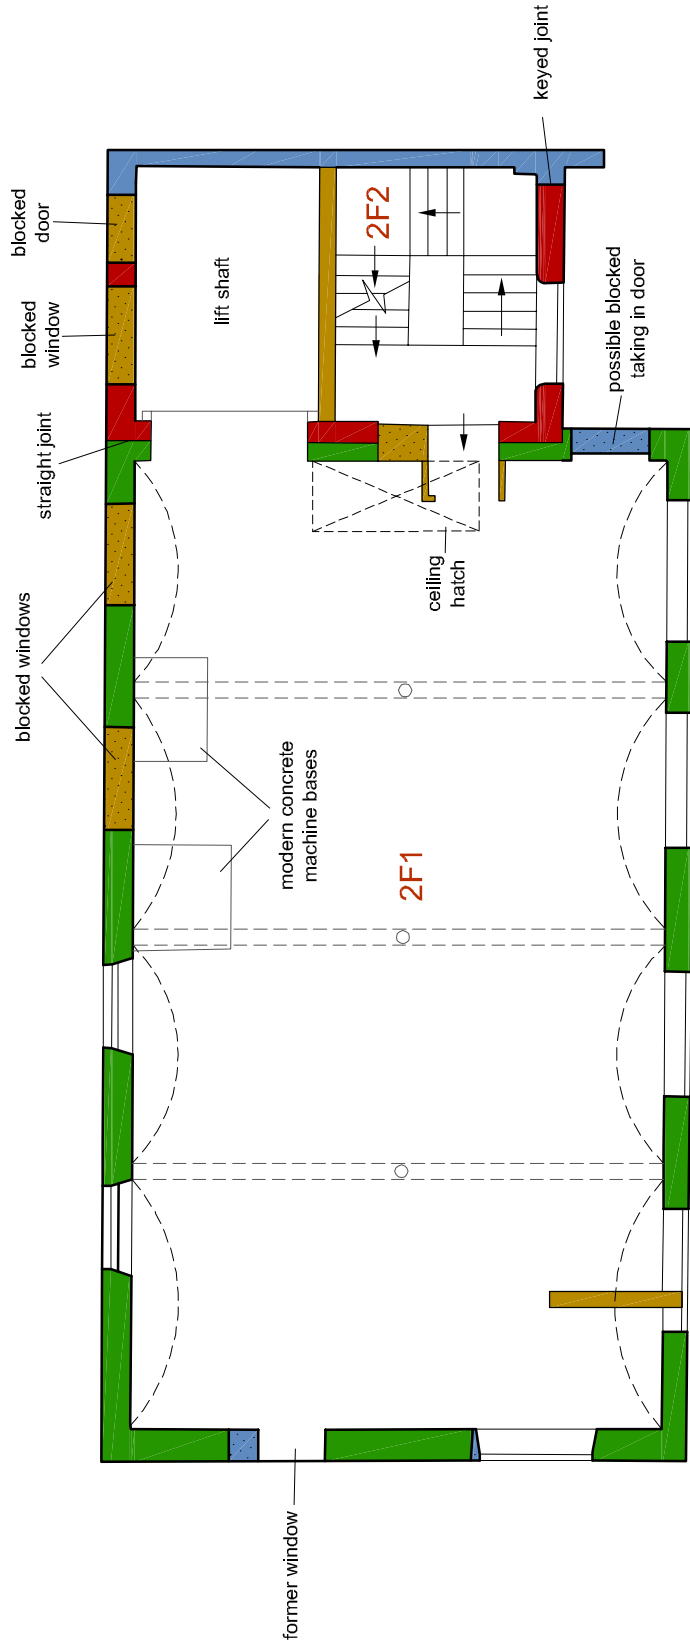 keyed joint
blocked
door
2F2
blocked
window
lift shaft
possible blocked
taking in door
straight joint
ceiling
hatch
blocked windows
modern concrete
machine bases
2F1
former window